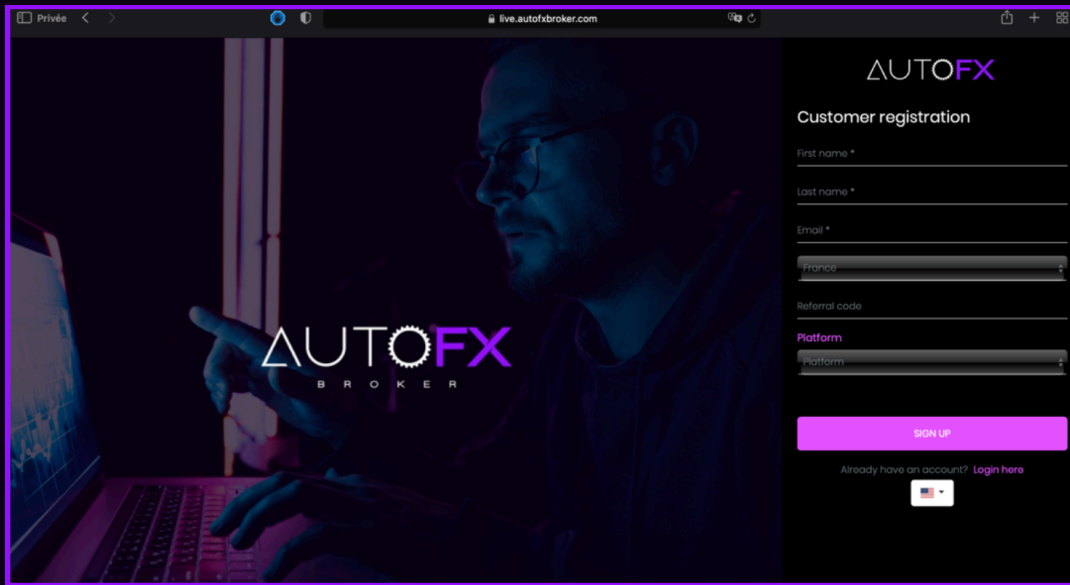 Privée
live.autofxbroker.com
AUTOFX
BROKER
AUTOFX
Customer registration
First name *
Last name *
Email *
France
Referral code
Platform
Platform
SIGN UP
Already have an account? Login here